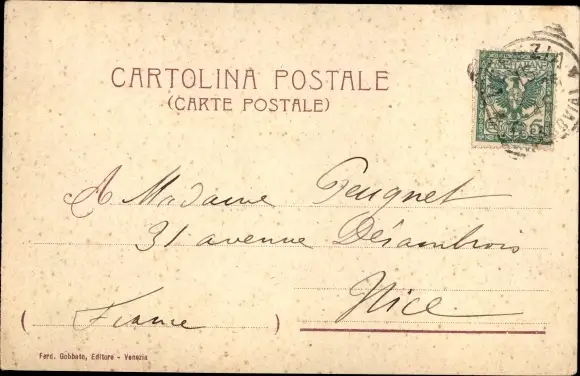 CARTOLINA POSTALE
(CARTE POSTALE)
A Madame Peugnet
31 avenue Désambrois
Nice
(France)
Ferd. Gobbato, Editore - Venezia